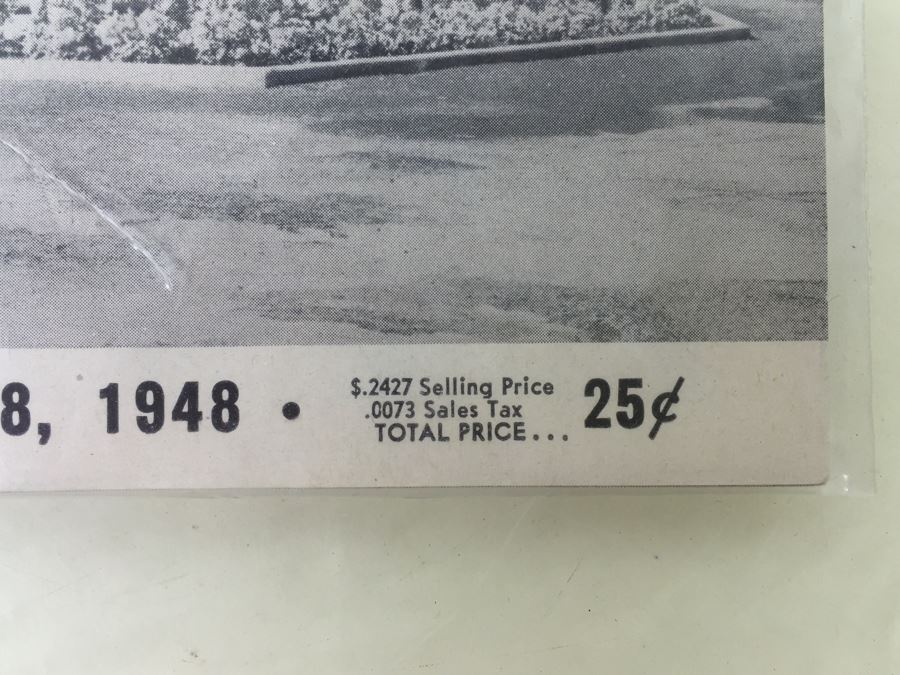 8, 1948 •
$.2427 Selling Price
.0073 Sales Tax
TOTAL PRICE...
25¢